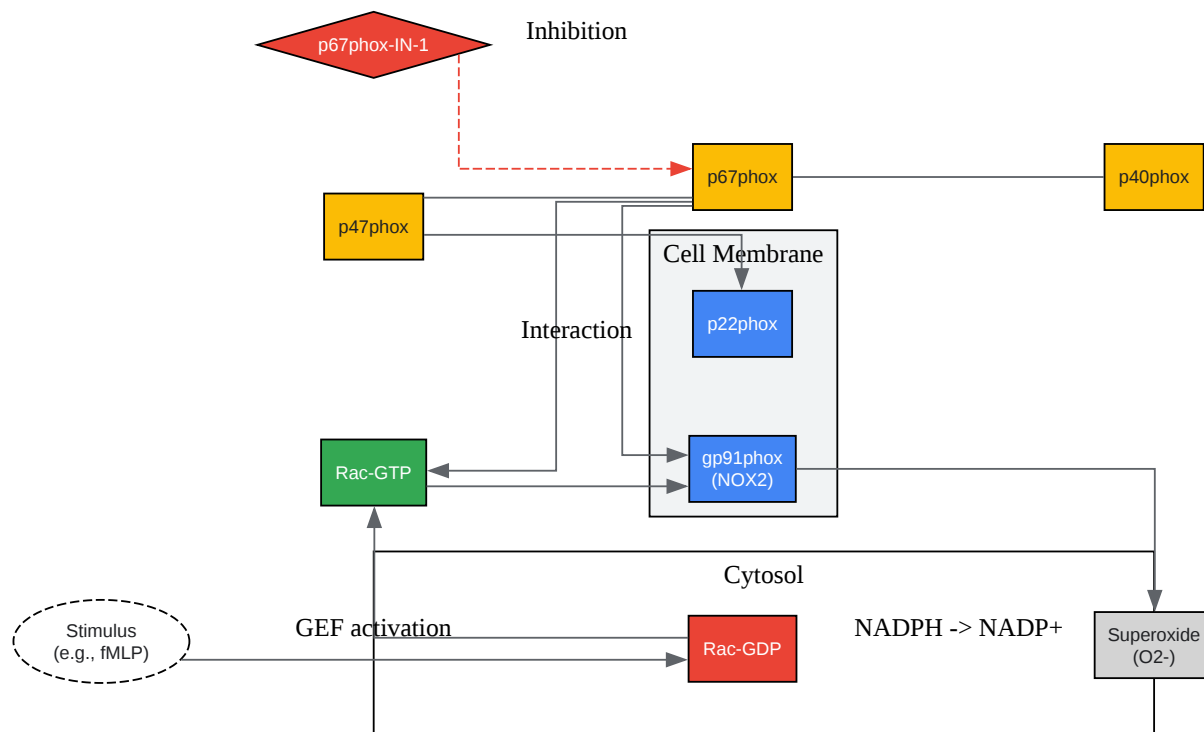 p67phox-IN-1
Inhibition
p67phox
p40phox
p47phox
Cell Membrane
p22phox
Interaction
gp91phox
(NOX2)
Rac-GTP
Cytosol
Stimulus
(e.g., fMLP)
GEF activation
Rac-GDP
NADPH -> NADP+
Superoxide
(O2-)